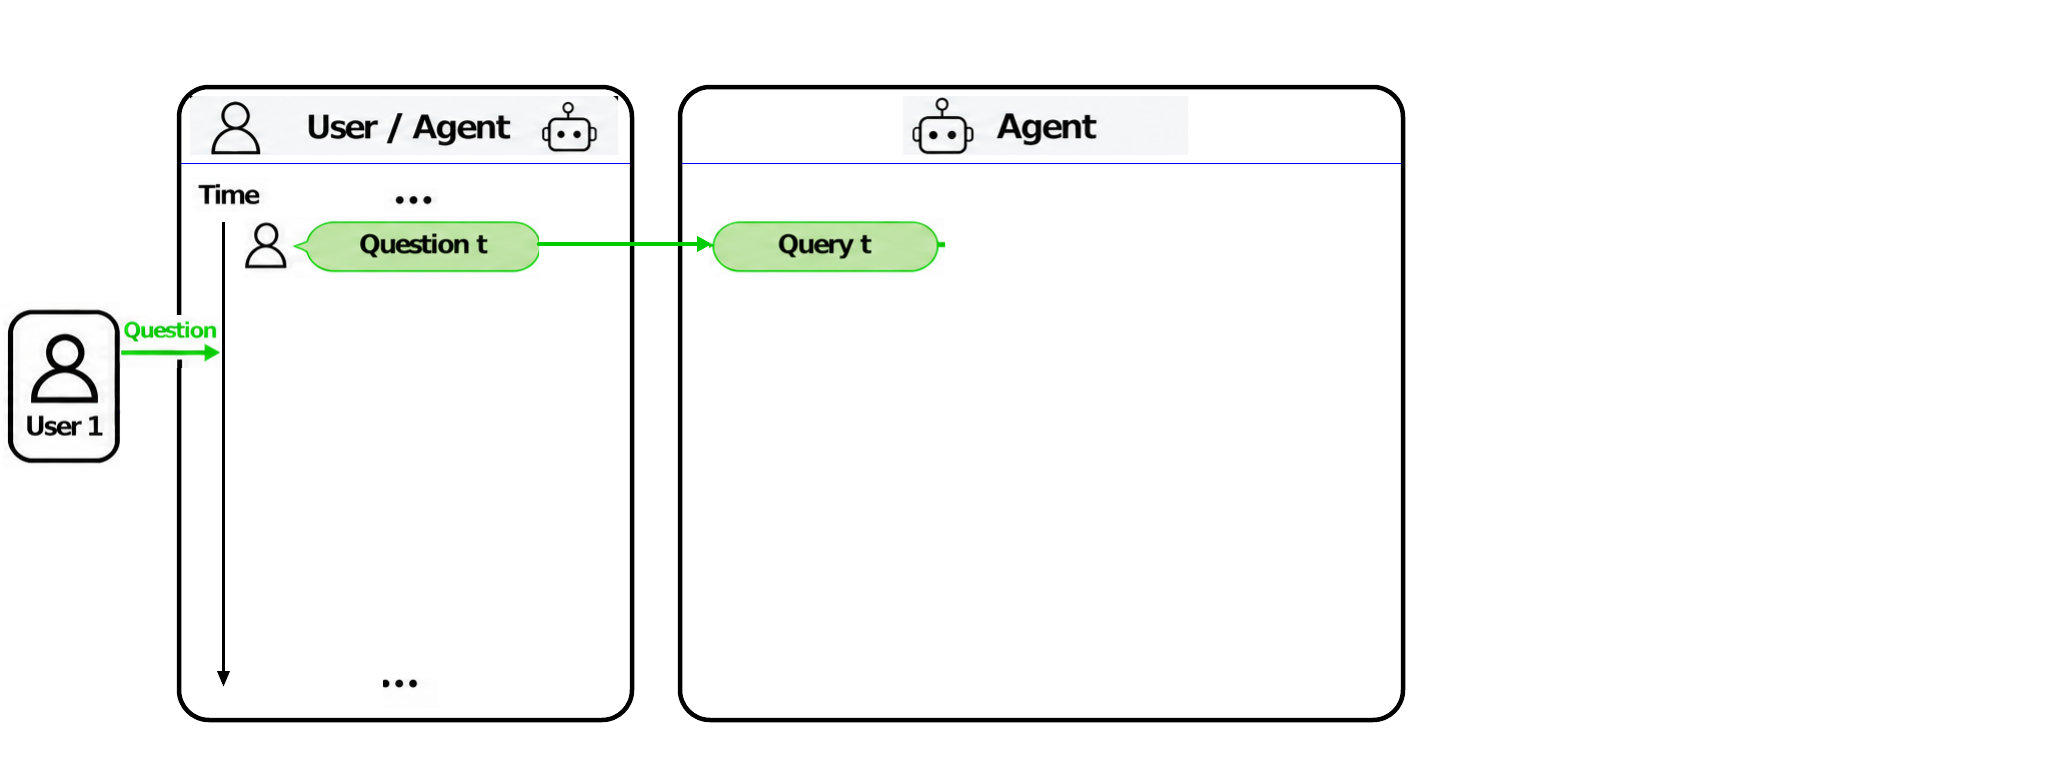 User / Agent
Agent
Time
...
Question t
Query t
Question
User 1
...